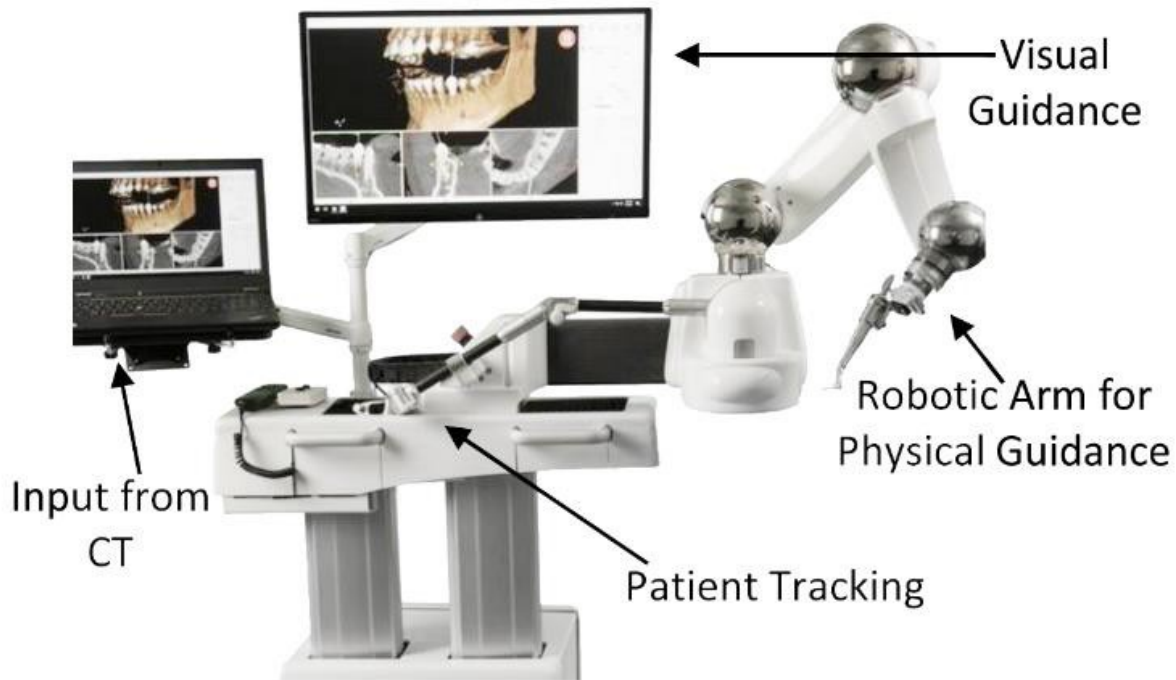 Visual
Guidance
Robotic Arm for
Physical Guidance
Input from
CT
Patient Tracking